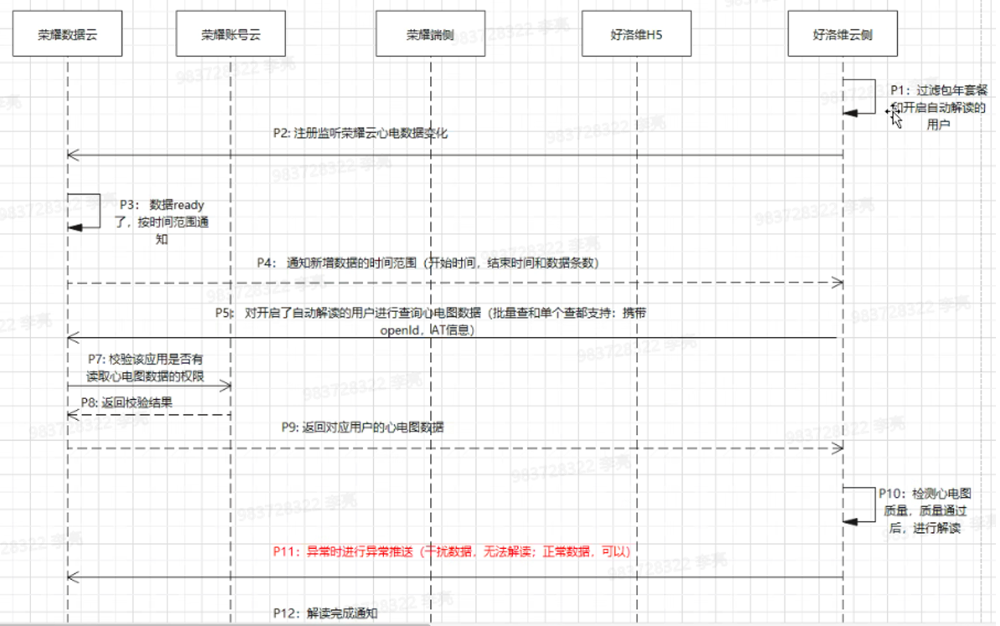 荣耀数据云
荣耀账号云
荣耀端侧
好洛维H5
好洛维云侧
P1：过滤包年套餐
和开启自动解读的
用户
P2: 注册监听荣耀云心电数据变化
P3： 数据ready
了，按时间范围通
知
P4： 通知新增数据的时间范围（开始时间，结束时间和数据条数）
P5： 对开启了自动解读的用户进行查询心电图数据（批量查和单个查都支持：携带
openId，AT信息）
P7: 校验该应用是否有
读取心电图数据的权限
P8: 返回校验结果
P9: 返回对应用户的心电图数据
P10：检测心电图
质量，质量通过
后，进行解读
P11：异常时进行异常推送（干扰数据，无法解读；正常数据，可以）
P12：解读完成通知
983728322 李亮